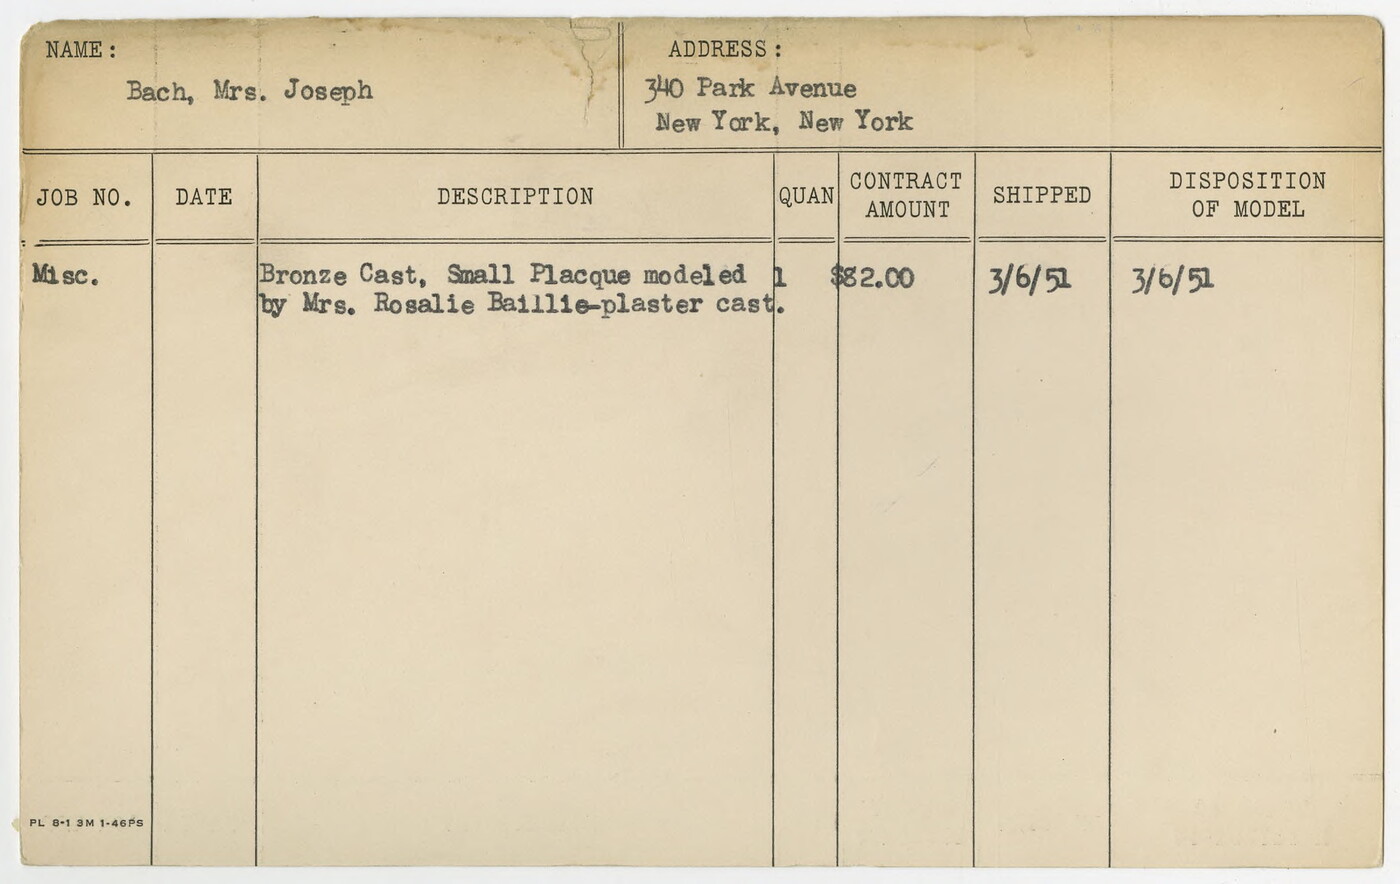 NAME:
Bach, Mrs. Joseph
ADDRESS:
340 Park Avenue
New York, New York
JOB NO.
DATE
DESCRIPTION
QUAN
CONTRACT
AMOUNT
SHIPPED
DISPOSITION
OF MODEL
Misc.
Bronze Cast, Small Placque modeled
by Mrs. Rosalie Baillie-plaster cast.
1
$82.00
3/6/51
3/6/51
PL 8-1 3M 1-46PS